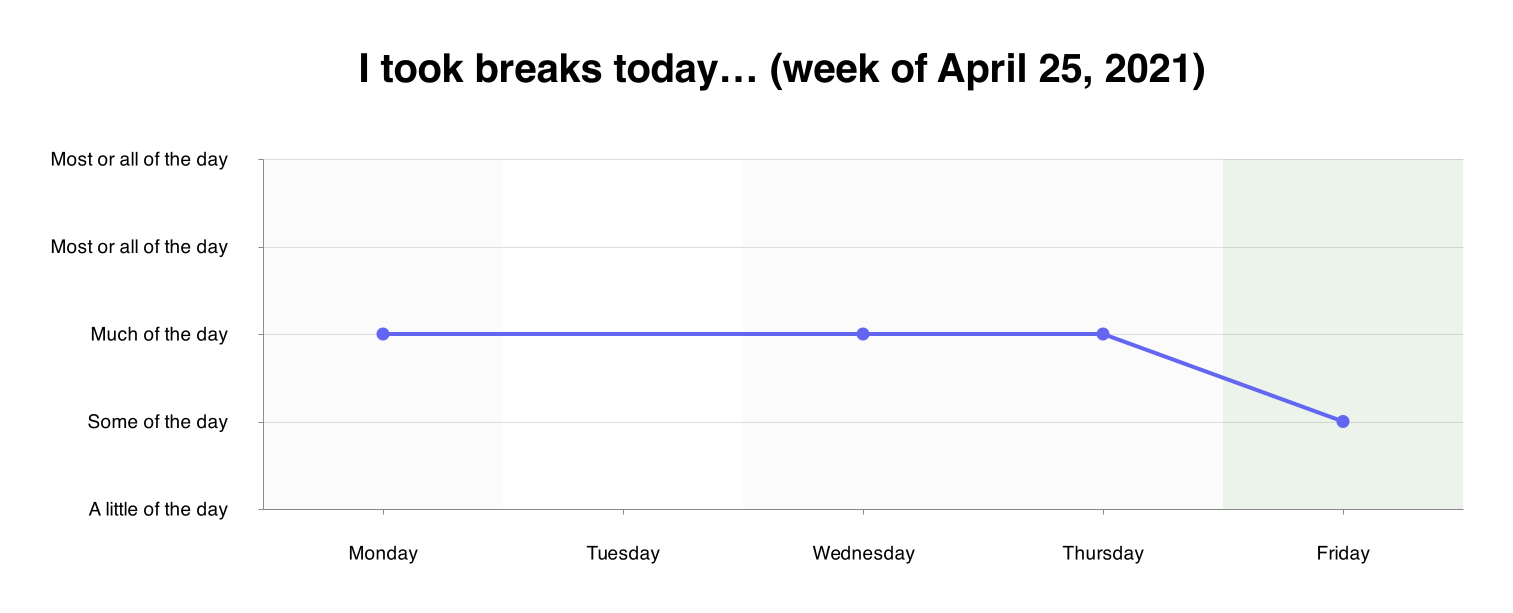 I took breaks today… (week of April 25, 2021)
Most or all of the day
Most or all of the day
Much of the day
Some of the day
A little of the day
Monday Tuesday Wednesday Thursday Friday